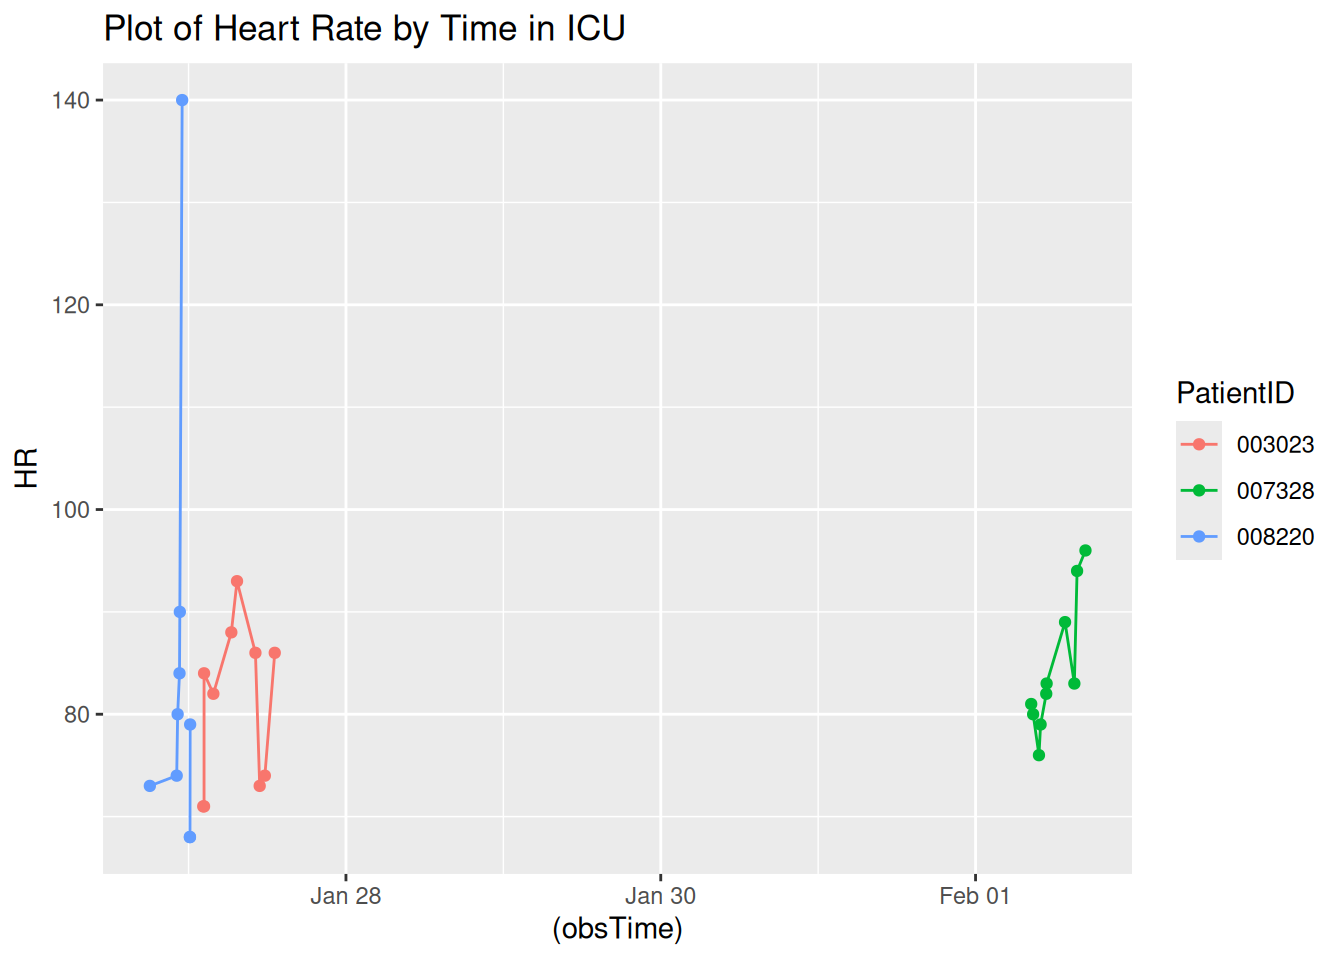 Plot of Heart Rate by Time in ICU
140
120
100
80
HR
Jan 28
Jan 30
Feb 01
(obsTime)
PatientID
003023
007328
008220